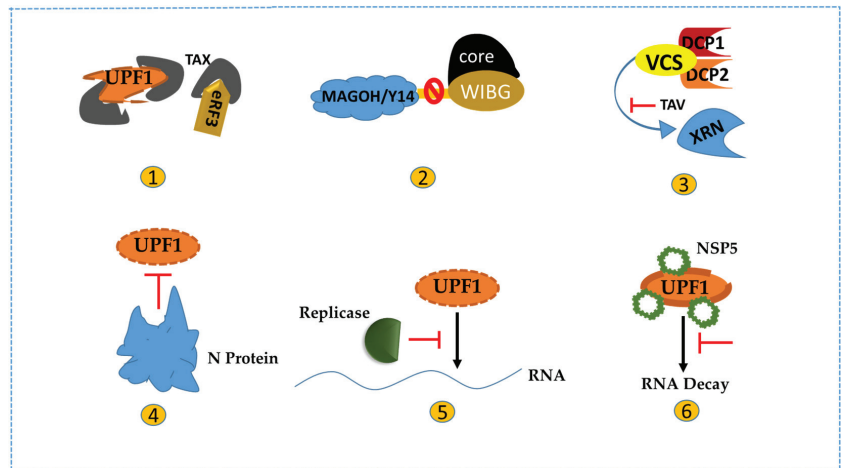 UPF1
TAX
eRF3
1
MAGOH/Y14
core
WIBG
2
VCS
DCP1
DCP2
TAV
XRN
3
UPF1
N Protein
4
UPF1
Replicase
RNA
5
NSP5
UPF1
RNA Decay
6